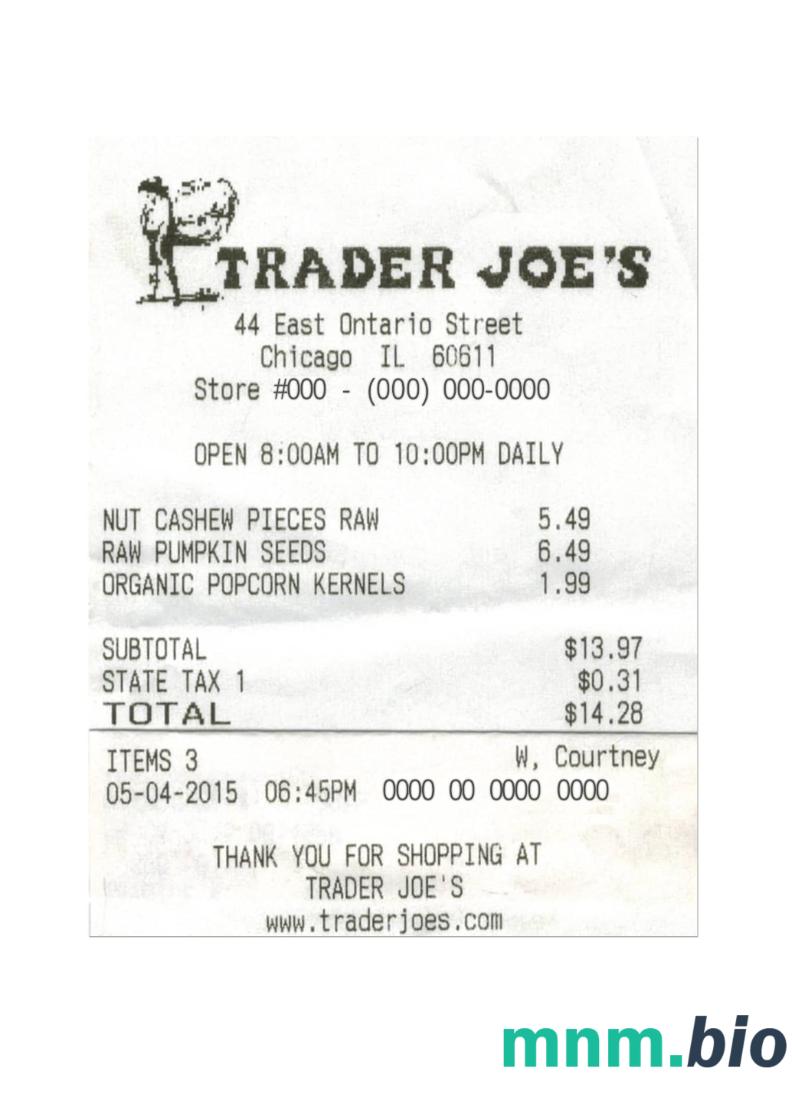 TRADER JOE'S
44 East Ontario Street
Chicago IL 60611
Store #000 - (000) 000-0000
OPEN 8:00AM TO 10:00PM DAILY
NUT CASHEW PIECES RAW 5.49
RAW PUMPKIN SEEDS 6.49
ORGANIC POPCORN KERNELS 1.99
SUBTOTAL $13.97
STATE TAX 1 $0.31
TOTAL $14.28
ITEMS 3 W, Courtney
05-04-2015 06:45PM 0000 00 0000 0000
THANK YOU FOR SHOPPING AT
TRADER JOE'S
www.traderjoes.com
mnm.bio